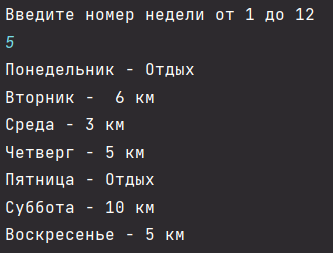 Введите номер недели от 1 до 12
5
Понедельник - Отдых
Вторник -  6 км
Среда - 3 км
Четверг - 5 км
Пятница - Отдых
Суббота - 10 км
Воскресенье - 5 км